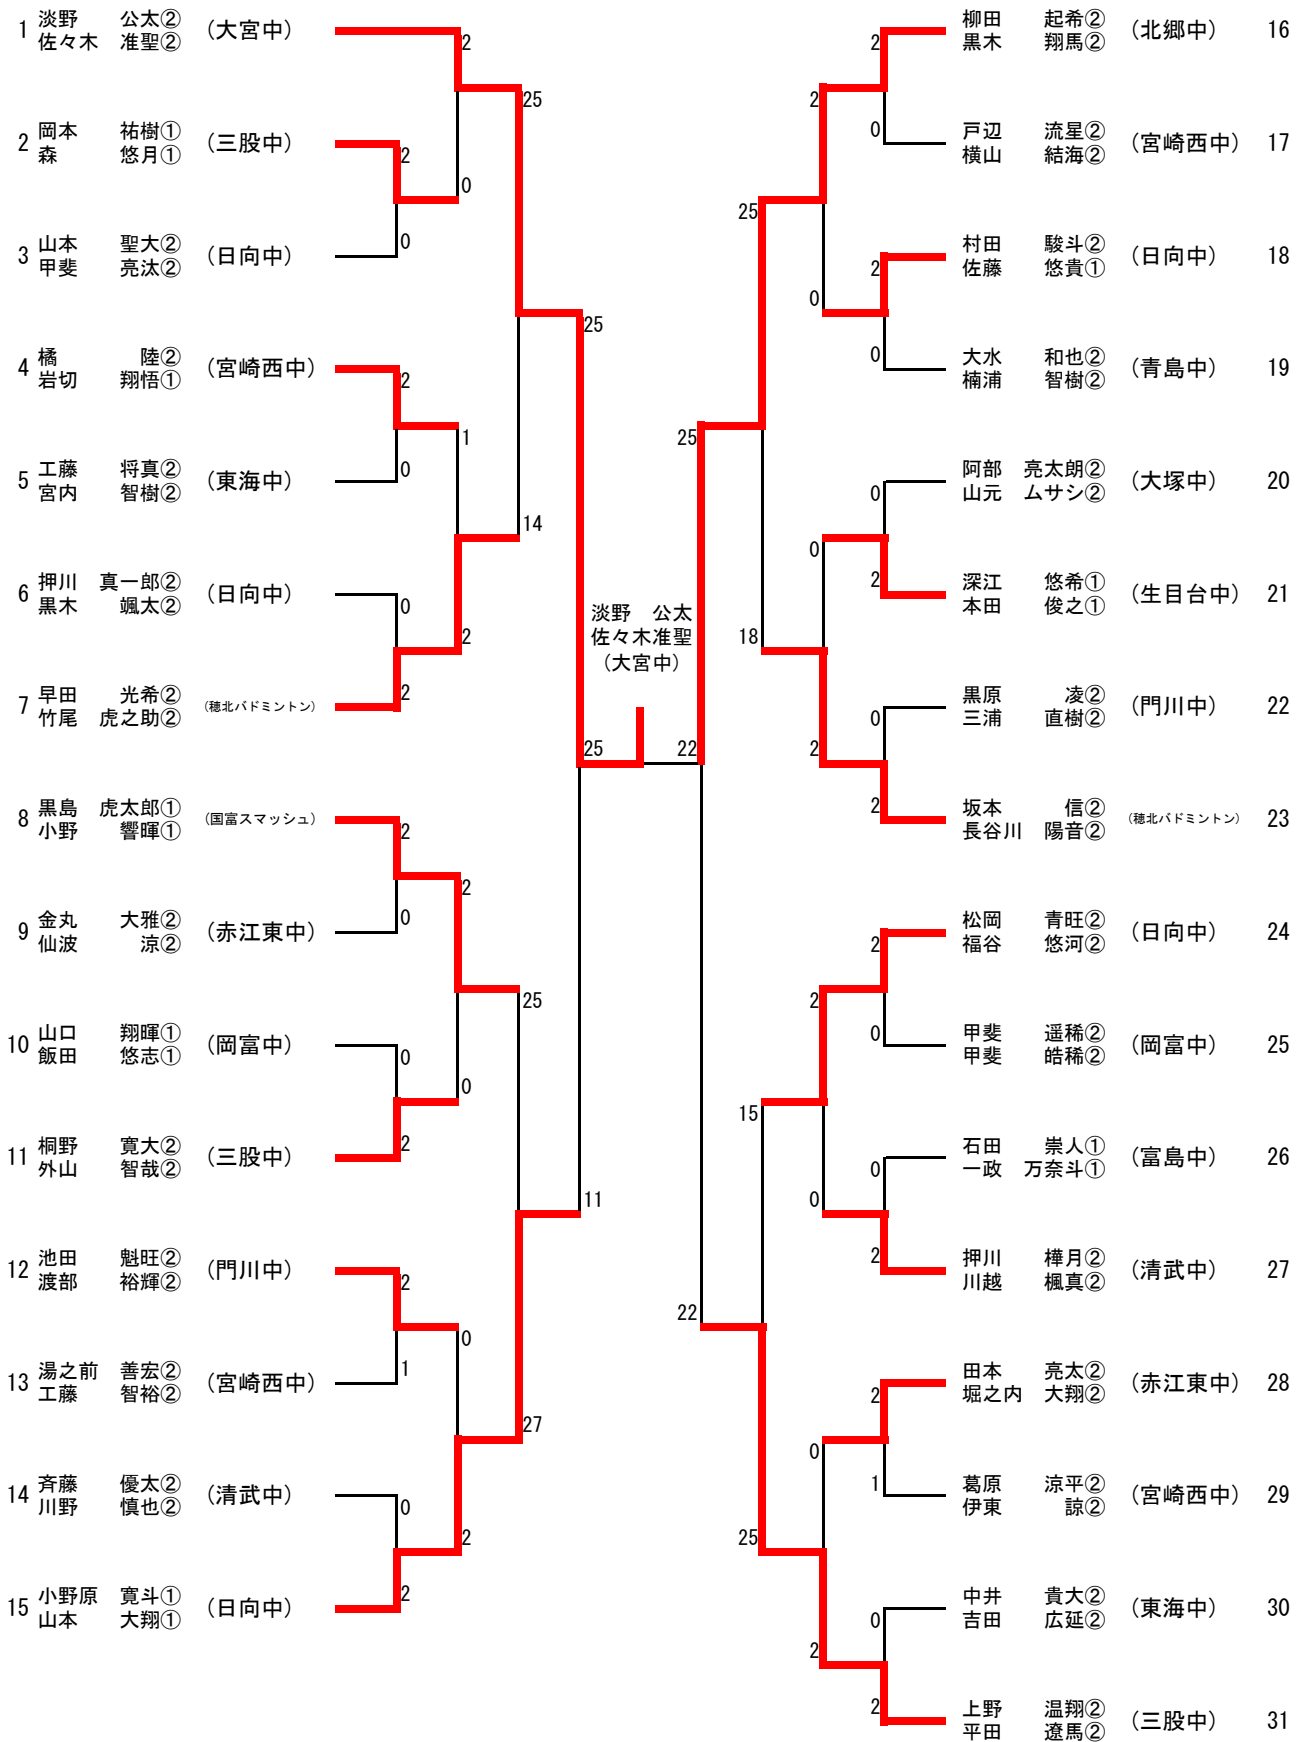 1 淡野 公太② (大宮中)
佐々木 准聖②
2 岡本 祐樹① (三股中)
森 悠月①
3 山本 聖大② (日向中)
甲斐 亮汰②
4 橘 陸② (宮崎西中)
岩切 翔悟①
5 工藤 将真② (東海中)
宮内 智樹②
6 押川 真一郎② (日向中)
黒木 颯太②
7 早田 光希② (穂北バドミントン)
竹尾 虎之助②
8 黒島 虎太郎① (国富スマッシュ)
小野 響暉①
9 金丸 大雅② (赤江東中)
仙波 涼②
10 山口 翔暉① (岡富中)
飯田 悠志①
11 桐野 寛大② (三股中)
外山 智哉②
12 池田 魁旺② (門川中)
渡部 裕輝②
13 湯之前 善宏② (宮崎西中)
工藤 智裕②
14 斉藤 優太② (清武中)
川野 慎也②
15 小野原 寛斗① (日向中)
山本 大翔①
2
2
0
0
2
0
1
0
2
2
2
0
2
0
0
2
2
1
0
0
2
2
25
14
25
27
25
11
25
淡野 公太
佐々木准聖
(大宮中)
22
25
22
25
18
15
25
2
0
0
2
2
0
0
2
2
0
2
0
0
2
0
2
2
0
0
2
2
1
0
2
柳田 起希② (北郷中) 16
黒木 翔馬②
戸辺 流星② (宮崎西中) 17
横山 結海②
村田 駿斗② (日向中) 18
佐藤 悠貴①
大水 和也② (青島中) 19
楠浦 智樹②
阿部 亮太朗② (大塚中) 20
山元 ムサシ②
深江 悠希① (生目台中) 21
本田 俊之①
黒原 凌② (門川中) 22
三浦 直樹②
坂本 信② (穂北バドミントン) 23
長谷川 陽音②
松岡 青旺② (日向中) 24
福谷 悠河②
甲斐 遥稀② (岡富中) 25
甲斐 皓稀②
石田 崇人① (富島中) 26
一政 万奈斗①
押川 樺月② (清武中) 27
川越 楓真②
田本 亮太② (赤江東中) 28
堀之内 大翔②
葛原 涼平② (宮崎西中) 29
伊東 諒②
中井 貴大② (東海中) 30
吉田 広延②
上野 温翔② (三股中) 31
平田 遼馬②